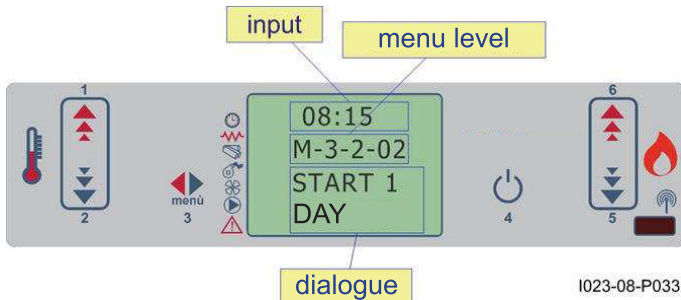 input
menu level
1
6
08:15
M-3-2-02
START 1
DAY
menù
2
3
4
5
dialogue
I023-08-P033